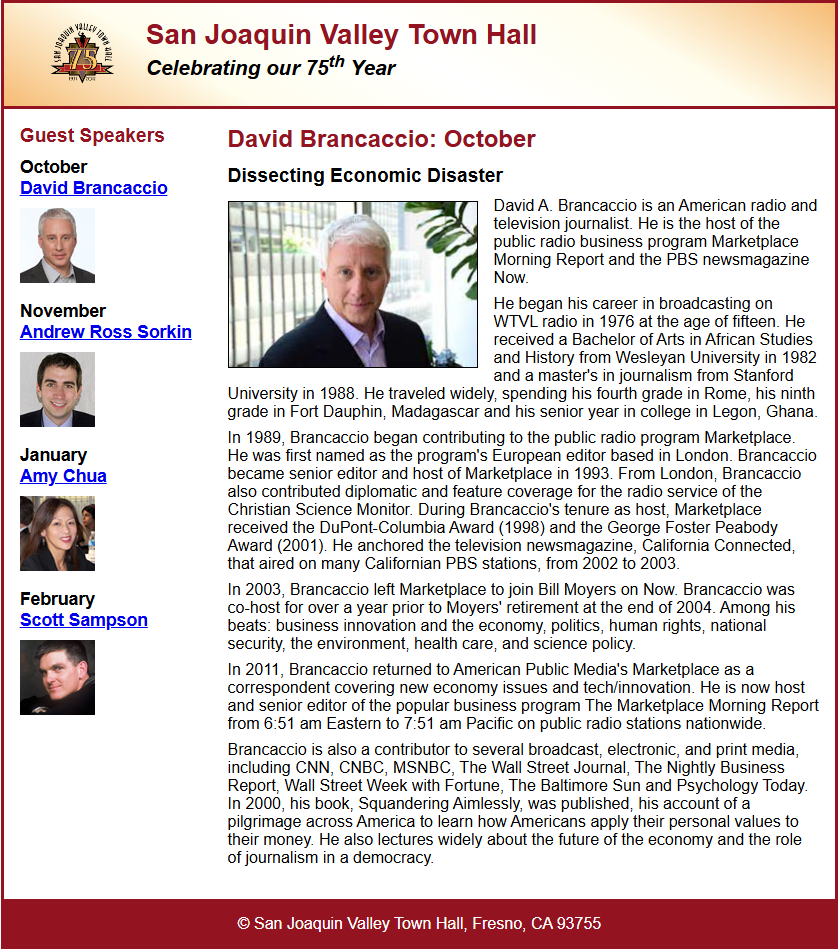 SAN JOAQUIN VALLEY TOWN HALL
75
San Joaquin Valley Town Hall
Celebrating our 75th Year
Guest Speakers
October
David Brancaccio
November
Andrew Ross Sorkin
January
Amy Chua
February
Scott Sampson
David Brancaccio: October
Dissecting Economic Disaster
David A. Brancaccio is an American radio and
television journalist. He is the host of the
public radio business program Marketplace
Morning Report and the PBS newsmagazine
Now.
He began his career in broadcasting on
WTVL radio in 1976 at the age of fifteen. He
received a Bachelor of Arts in African Studies
and History from Wesleyan University in 1982
and a master's in journalism from Stanford
University in 1988. He traveled widely, spending his fourth grade in Rome, his ninth
grade in Fort Dauphin, Madagascar and his senior year in college in Legon, Ghana.
In 1989, Brancaccio began contributing to the public radio program Marketplace.
He was first named as the program's European editor based in London. Brancaccio
became senior editor and host of Marketplace in 1993. From London, Brancaccio
also contributed diplomatic and feature coverage for the radio service of the
Christian Science Monitor. During Brancaccio's tenure as host, Marketplace
received the DuPont-Columbia Award (1998) and the George Foster Peabody
Award (2001). He anchored the television newsmagazine, California Connected,
that aired on many Californian PBS stations, from 2002 to 2003.
In 2003, Brancaccio left Marketplace to join Bill Moyers on Now. Brancaccio was
co-host for over a year prior to Moyers' retirement at the end of 2004. Among his
beats: business innovation and the economy, politics, human rights, national
security, the environment, health care, and science policy.
In 2011, Brancaccio returned to American Public Media's Marketplace as a
correspondent covering new economy issues and tech/innovation. He is now host
and senior editor of the popular business program The Marketplace Morning Report
from 6:51 am Eastern to 7:51 am Pacific on public radio stations nationwide.
Brancaccio is also a contributor to several broadcast, electronic, and print media,
including CNN, CNBC, MSNBC, The Wall Street Journal, The Nightly Business
Report, Wall Street Week with Fortune, The Baltimore Sun and Psychology Today.
In 2000, his book, Squandering Aimlessly, was published, his account of a
pilgrimage across America to learn how Americans apply their personal values to
their money. He also lectures widely about the future of the economy and the role
of journalism in a democracy.
© San Joaquin Valley Town Hall, Fresno, CA 93755